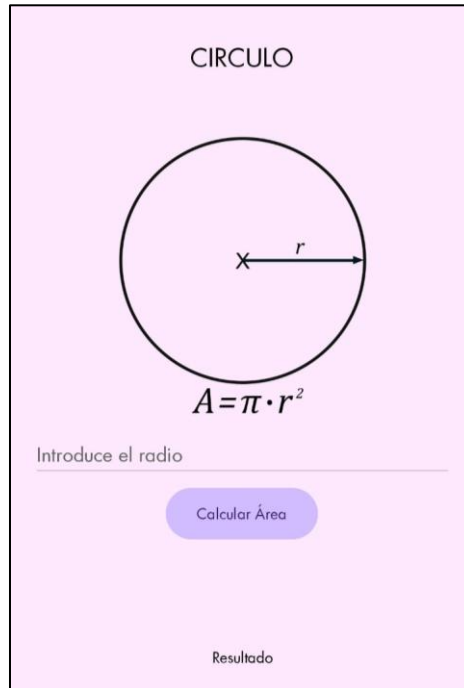 CIRCULO
r
A=π·r²
Introduce el radio
Calcular Área
Resultado